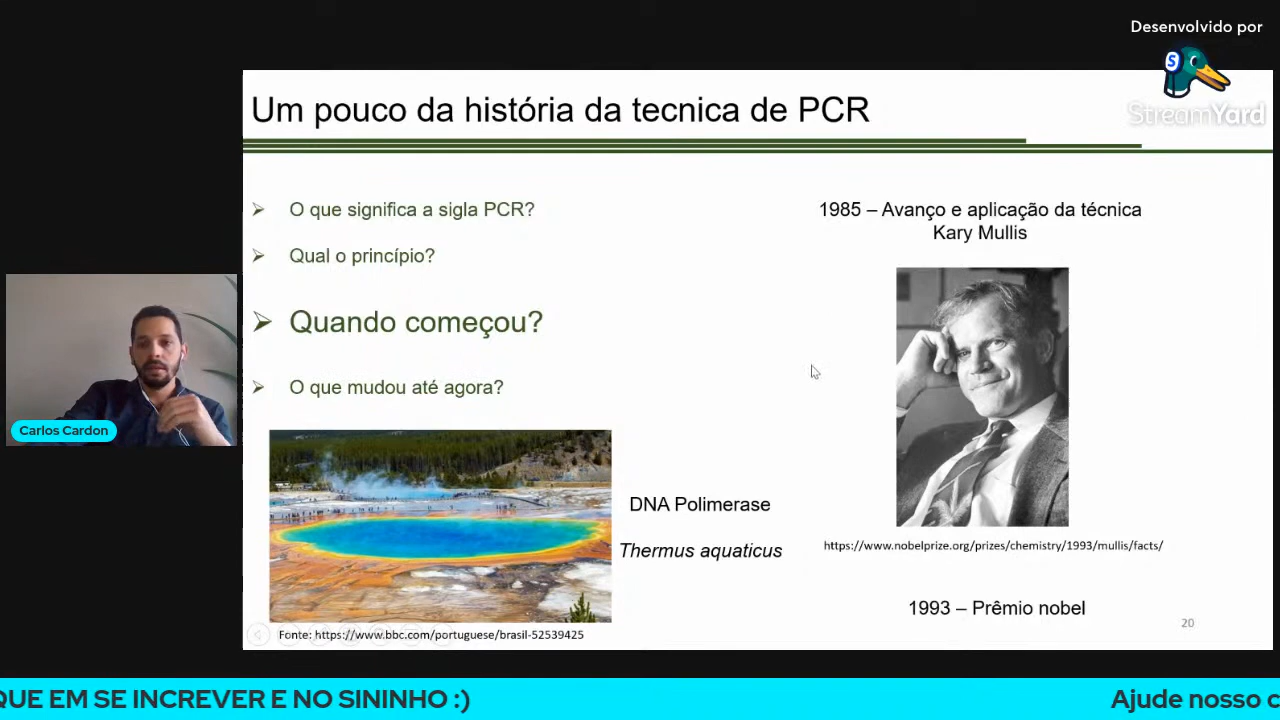 Desenvolvido por
S
StreamYard
Um pouco da história da tecnica de PCR
➢ O que significa a sigla PCR?
➢ Qual o princípio?
➢ Quando começou?
➢ O que mudou até agora?
1985 – Avanço e aplicação da técnica
Kary Mullis
Carlos Cardon
DNA Polimerase
Thermus aquaticus
https://www.nobelprize.org/prizes/chemistry/1993/mullis/facts/
1993 – Prêmio nobel
20
Fonte: https://www.bbc.com/portuguese/brasil-52539425
QUE EM SE INCREVER E NO SININHO :)
Ajude nosso c